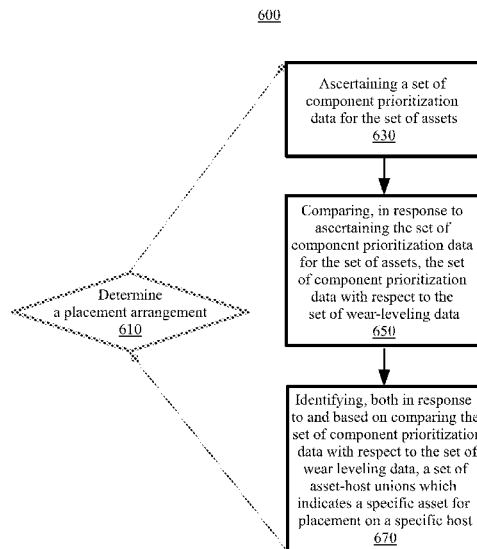 600
Ascertaining a set of
component prioritization
data for the set of assets
630
Comparing, in response to
ascertaining the set of
component prioritization
data for the set of assets, the
set of component prioritization
data with respect to the
set of wear-leveling data
650
Determine
a placement arrangement
610
Identifying, both in response
to and based on comparing the
set of component prioritization
data with respect to the set of
wear leveling data, a set of
asset-host unions which
indicates a specific asset for
placement on a specific host
670